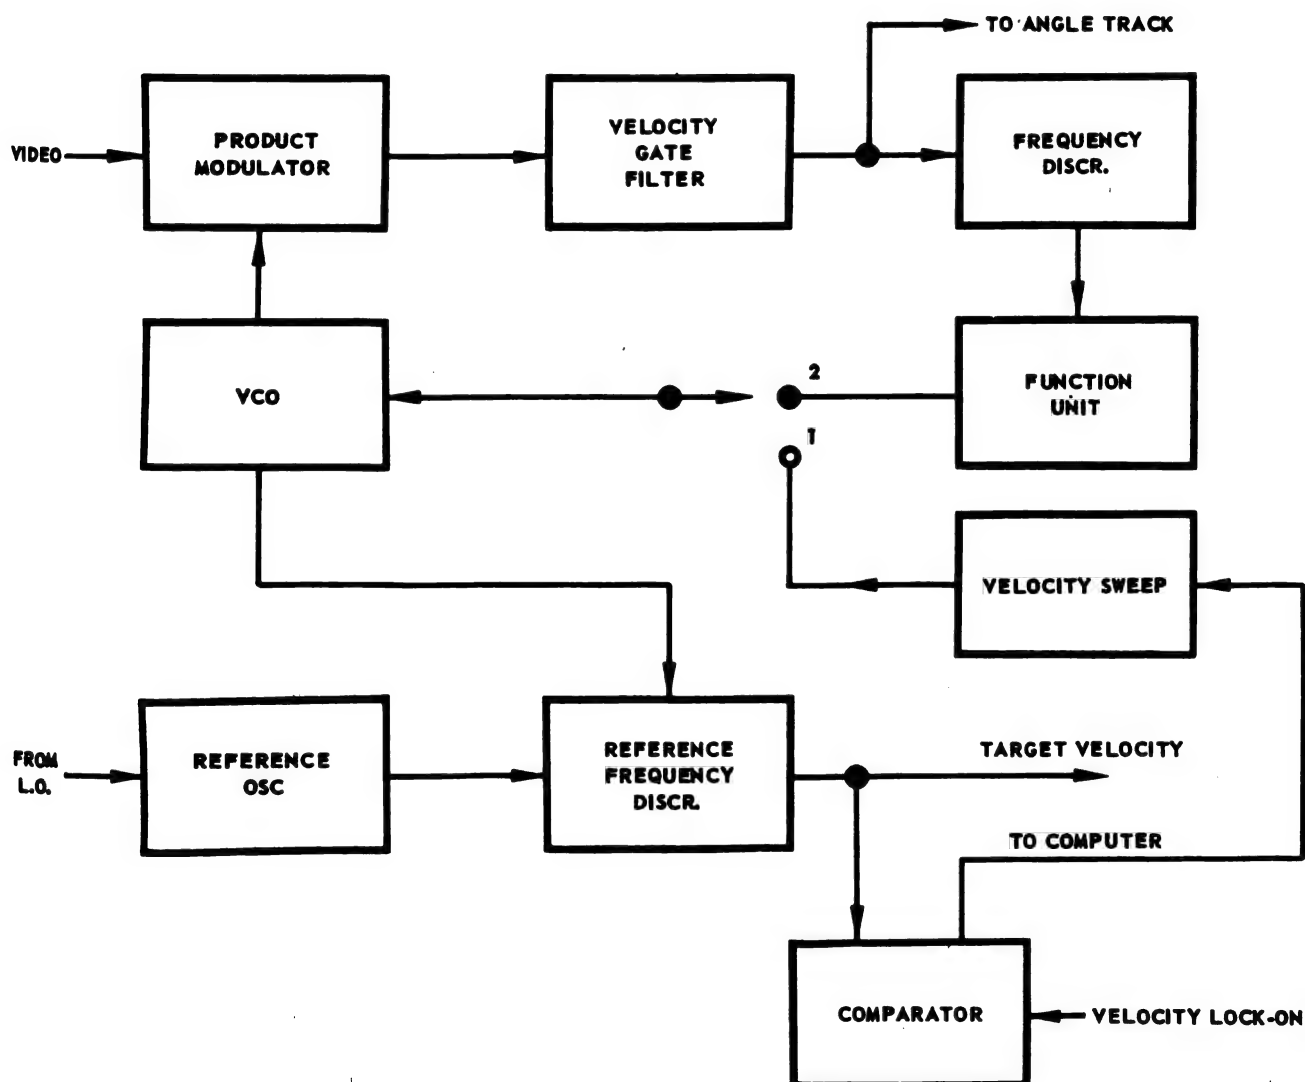 TO ANGLE TRACK
VIDEO
PRODUCT
MODULATOR
VELOCITY
GATE
FILTER
FREQUENCY
DISCR.
VCO
2
1
FUNCTION
UNIT
VELOCITY SWEEP
FROM
L.O.
REFERENCE
OSC
REFERENCE
FREQUENCY
DISCR.
TARGET VELOCITY
TO COMPUTER
COMPARATOR
VELOCITY LOCK-ON